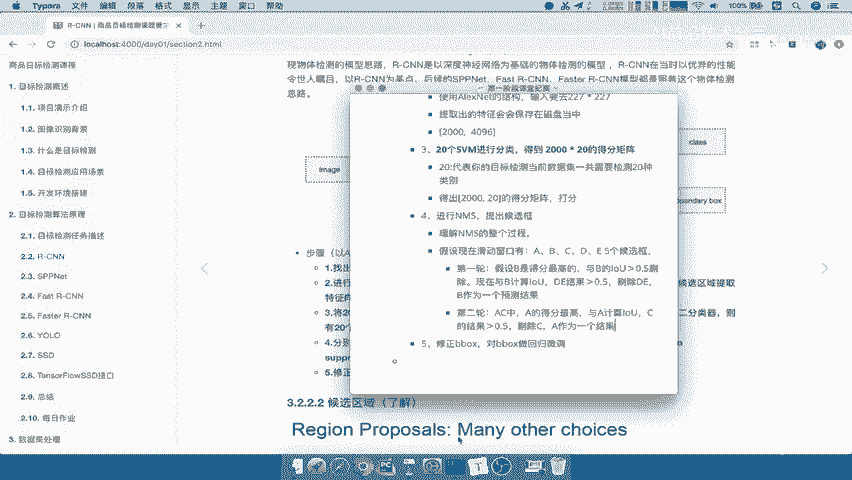 Typora 文件 编辑 段落 格式 显示 主题 窗口 帮助
100%
R-CNN | 商品目标检测课程要
localhost:4000/day01/section2.html
商品目标检测课程
1. 目标检测概述
1.1. 项目演示介绍
1.2. 图像识别背景
1.3. 什么是目标检测
1.4. 目标检测应用场景
1.5. 开发环境搭建
2. 目标检测算法原理
2.1. 目标检测任务描述
2.2. R-CNN
2.3. SPPNet
2.4. Fast R-CNN
2.5. Faster R-CNN
2.6. YOLO
2.7. SSD
2.8. TensorFlowSSD接口
2.9. 总结
2.10. 每日作业
3. 数据集处理
现物体检测的模型思路，R-CNN是以深度神经网络为基础的物体检测的模型，R-CNN在当时以优异的性能
令世人瞩目，以R-CNN为基点，后续的SPPNet、Fast R-CNN、Faster R-CNN模型都是照着这个物体检测
思路。
第一阶段课堂纪要
使用AlexNet的结构，输入要去227 * 227
提取出的特征会会保存在磁盘当中
[2000, 4096]
3、20个SVM进行分类，得到 2000 * 20的得分矩阵
20:代表你的目标检测当前数据集一共需要检测20种
类别
得出[2000, 20]的得分矩阵，打分
4、进行NMS，提出候选框
理解NMS的整个过程，
假设现在滑动窗口有：A、B、C、D、E 5个候选框，
第一轮：假设B是得分最高的，与B的IoU＞0.5删
除。现在与B计算IoU，DE结果＞0.5，剔除DE，
B作为一个预测结果
第二轮：AC中，A的得分最高，与A计算IoU，C
的结果＞0.5，剔除C，A作为一个结果
5、修正bbox，对bbox做回归微调
image
class
boundary box
步骤（以A
1.找出
2.进行
候选区域提取
特征向
3.将20
二分类器，则
有20
4.分别
suppr
5.修正
3.2.2.2 候选区域（了解）
Region Proposals: Many other choices